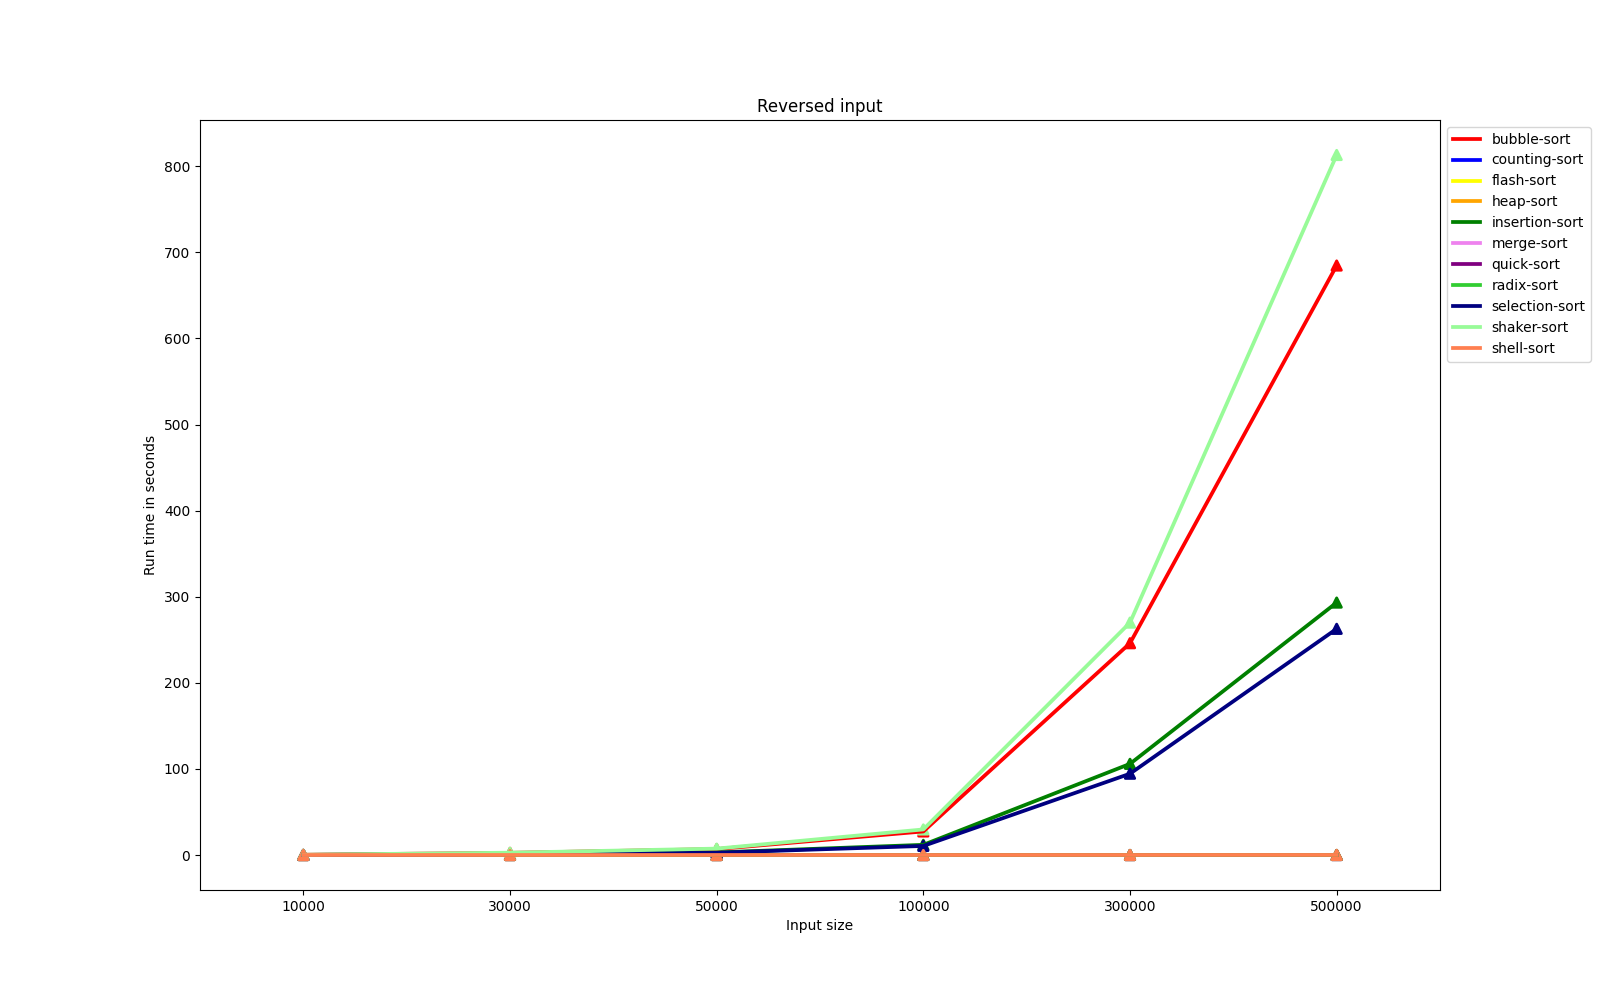 Reversed input
800
700
600
500
400
300
200
100
0
Run time in seconds
10000 30000 50000 100000 300000 500000
Input size
bubble-sort
counting-sort
flash-sort
heap-sort
insertion-sort
merge-sort
quick-sort
radix-sort
selection-sort
shaker-sort
shell-sort